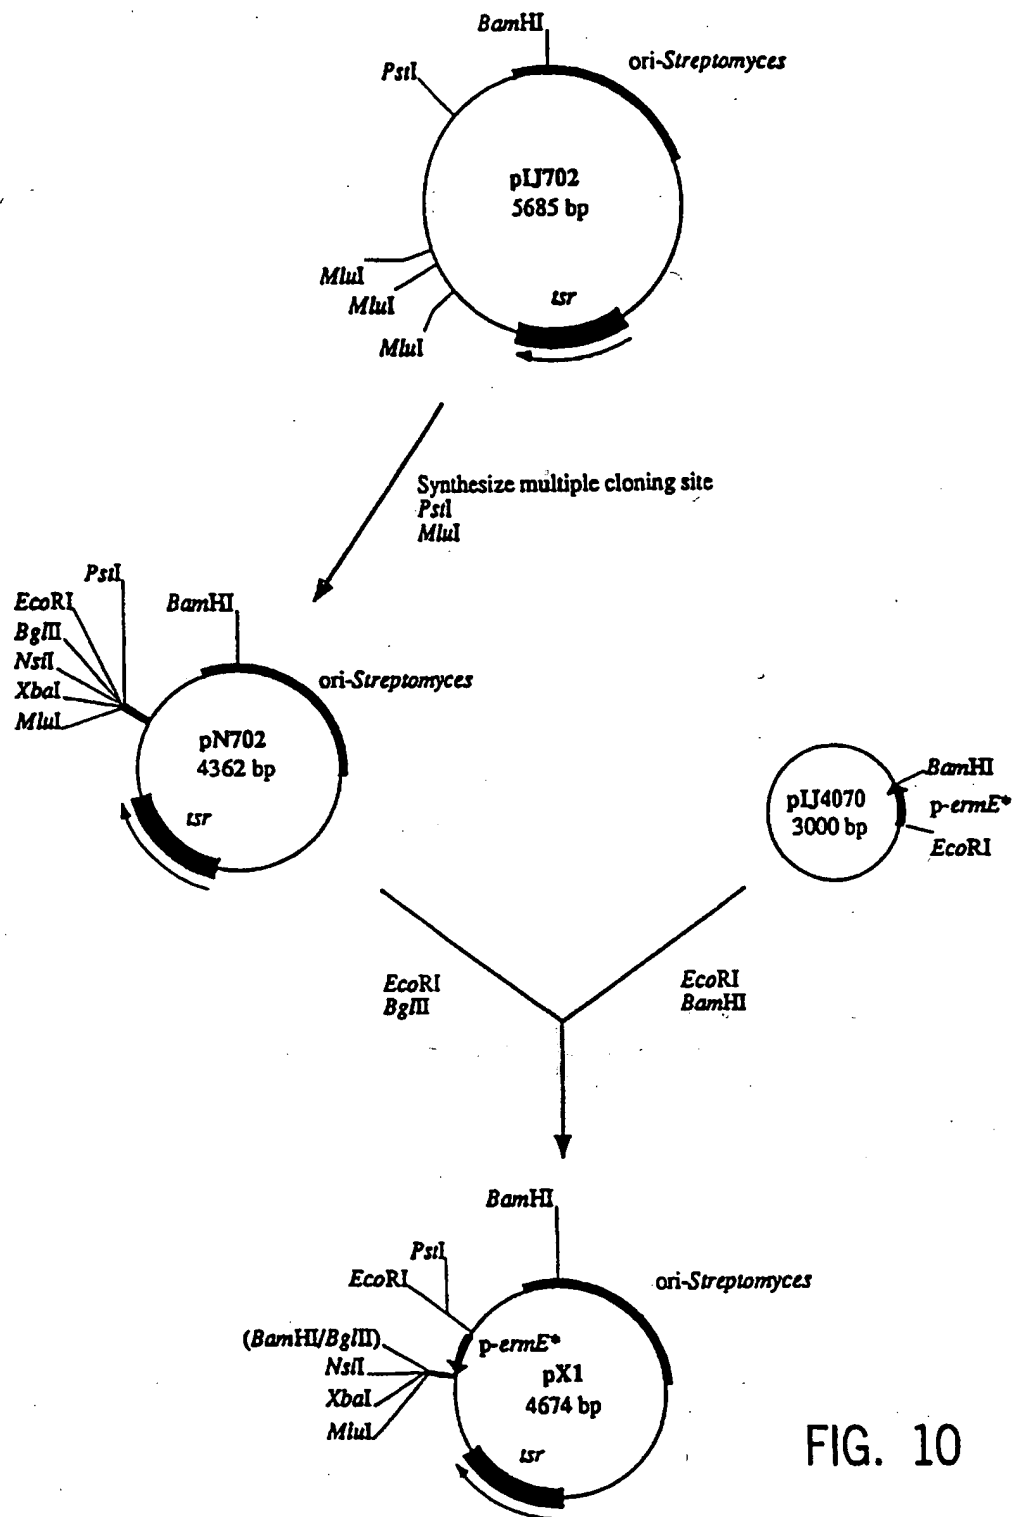 BamHI
ori-Streptomyces
PstI
pIJ702
5685 bp
MluI
MluI
MluI
tsr
Synthesize multiple cloning site
PstI
MluI
PstI
EcoRI
BglII
NsiI
XbaI
MluI
BamHI
ori-Streptomyces
pN702
4362 bp
tsr
pIJ4070
3000 bp
BamHI
p-ermE*
EcoRI
EcoRI
BglII
EcoRI
BamHI
BamHI
PstI
EcoRI
ori-Streptomyces
(BamHI/BglII)
p-ermE*
NsiI
XbaI
MluI
pX1
4674 bp
tsr
FIG. 10